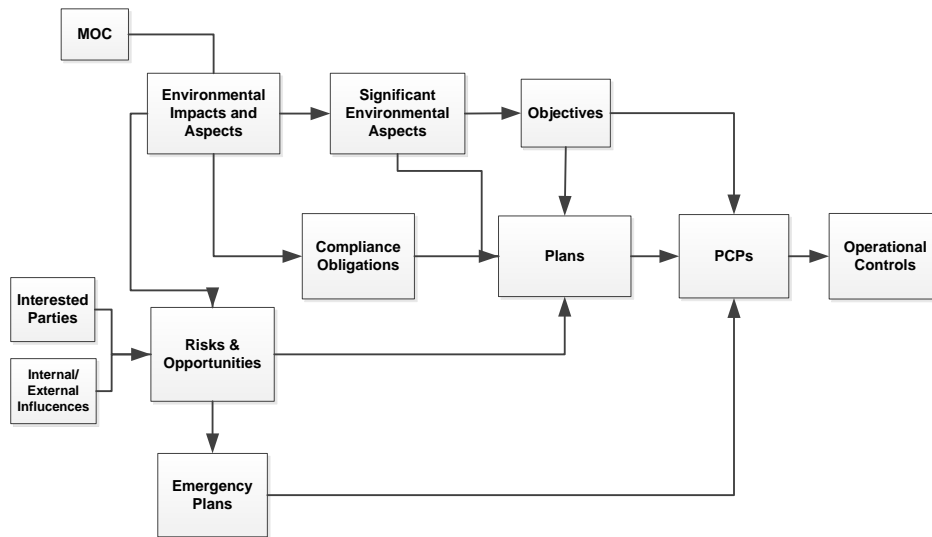 MOC
Environmental
Impacts and
Aspects
Significant
Environmental
Aspects
Objectives
Compliance
Obligations
Plans
PCPs
Operational
Controls
Interested
Parties
Internal/
External
Influcences
Risks &
Opportunities
Emergency
Plans